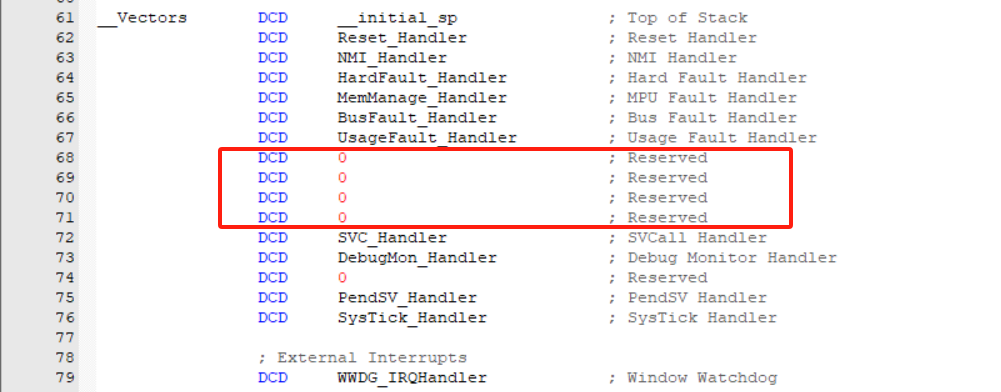 61 __Vectors DCD __initial_sp ; Top of Stack
62 DCD Reset_Handler ; Reset Handler
63 DCD NMI_Handler ; NMI Handler
64 DCD HardFault_Handler ; Hard Fault Handler
65 DCD MemManage_Handler ; MPU Fault Handler
66 DCD BusFault_Handler ; Bus Fault Handler
67 DCD UsageFault_Handler ; Usage Fault Handler
68 DCD 0 ; Reserved
69 DCD 0 ; Reserved
70 DCD 0 ; Reserved
71 DCD 0 ; Reserved
72 DCD SVC_Handler ; SVCall Handler
73 DCD DebugMon_Handler ; Debug Monitor Handler
74 DCD 0 ; Reserved
75 DCD PendSV_Handler ; PendSV Handler
76 DCD SysTick_Handler ; SysTick Handler
77
78 ; External Interrupts
79 DCD WWDG_IRQHandler ; Window Watchdog